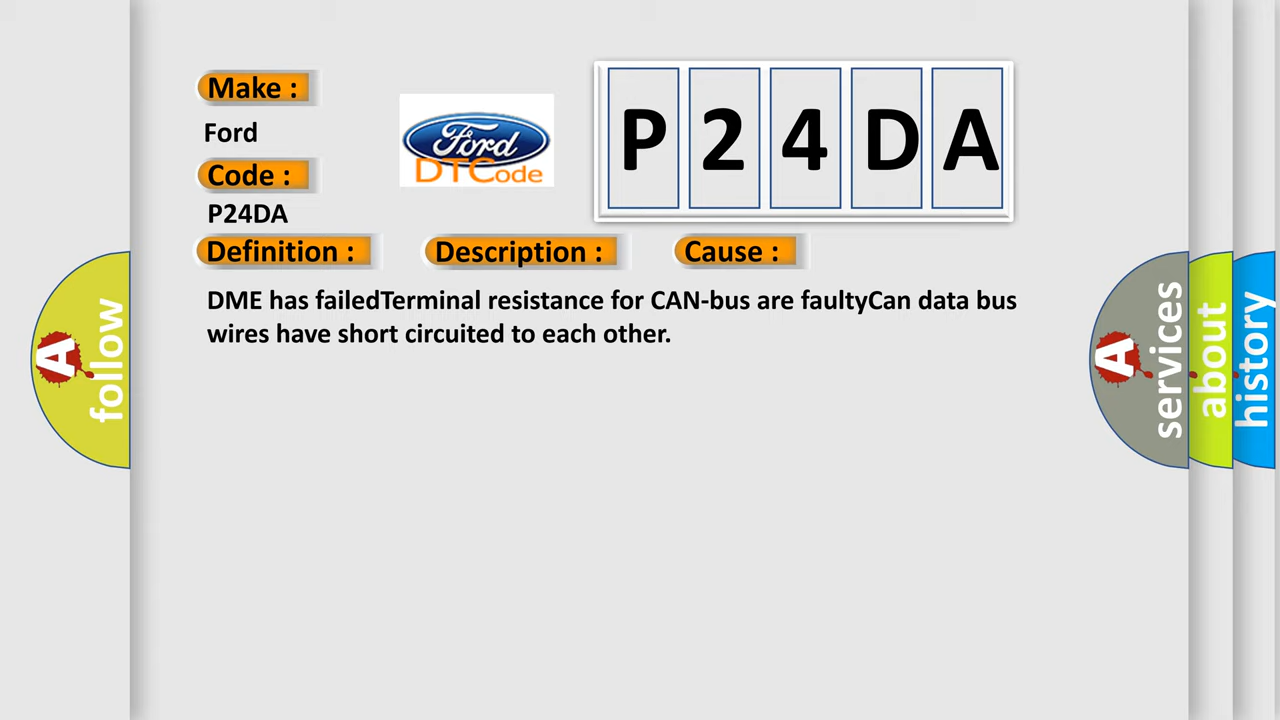 Make :
Ford
Code :
P24DA
Ford
DTCode
P 2 4 D A
Definition :
Description :
Cause :
DME has failedTerminal resistance for CAN-bus are faultyCan data bus
wires have short circuited to each other.
A
follow
A
services
about
history